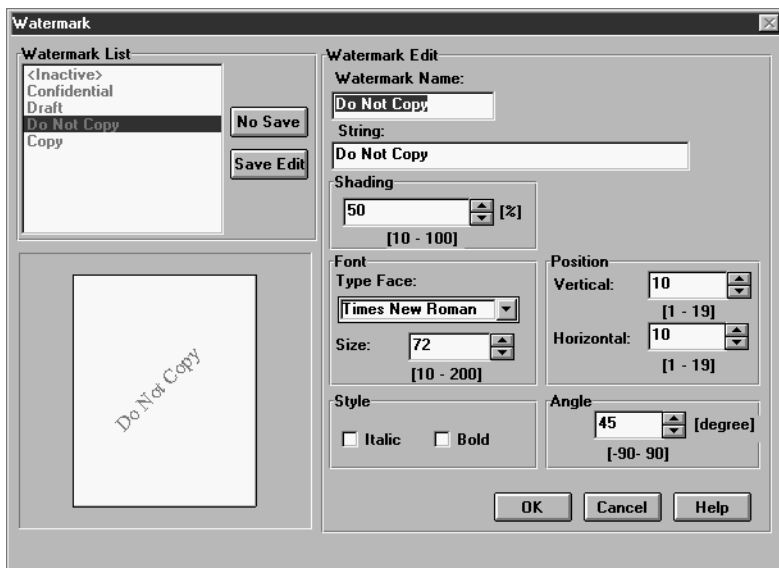 Watermark
Watermark List
<Inactive>
Confidential
Draft
Do Not Copy
Copy
No Save
Save Edit
Do Not Copy
Watermark Edit
Watermark Name:
Do Not Copy
String:
Do Not Copy
Shading
50 [%]
[10 - 100]
Font
Type Face:
Times New Roman
Size: 72
[10 - 200]
Position
Vertical: 10
[1 - 19]
Horizontal: 10
[1 - 19]
Style
Italic Bold
Angle
45 [degree]
[-90- 90]
OK Cancel Help